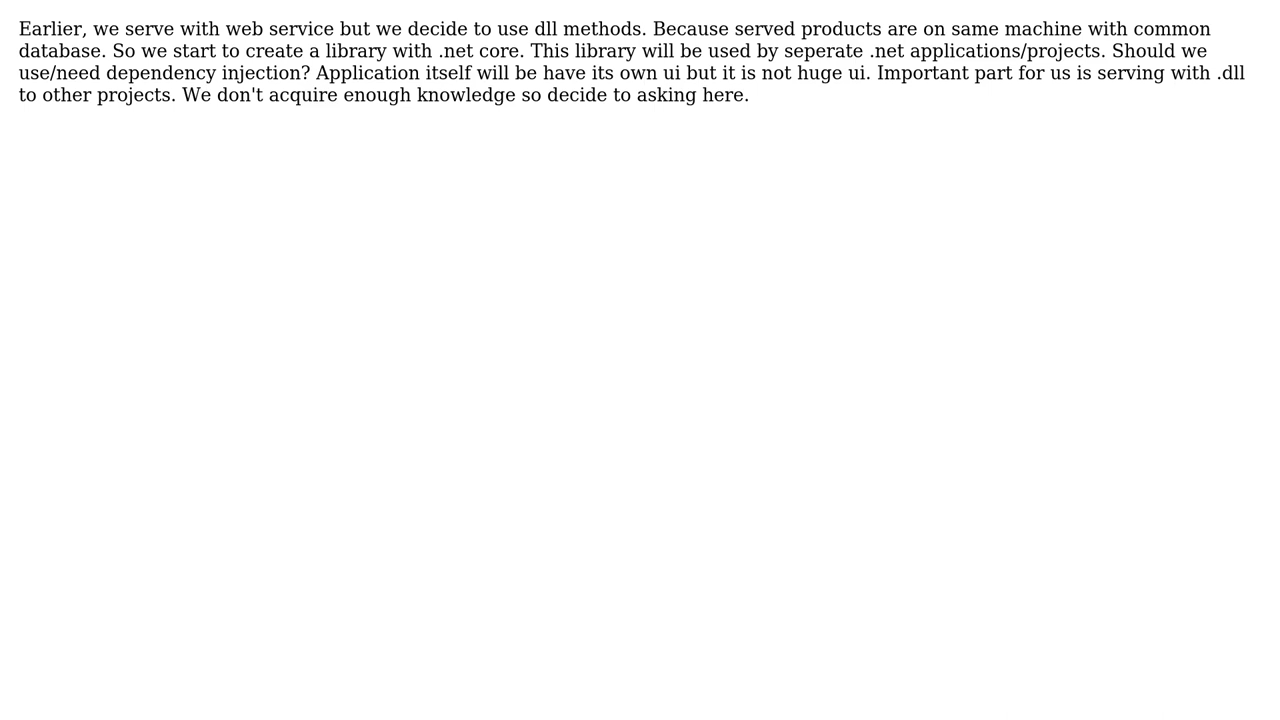 Earlier, we serve with web service but we decide to use dll methods. Because served products are on same machine with common
database. So we start to create a library with .net core. This library will be used by seperate .net applications/projects. Should we
use/need dependency injection? Application itself will be have its own ui but it is not huge ui. Important part for us is serving with .dll
to other projects. We don't acquire enough knowledge so decide to asking here.